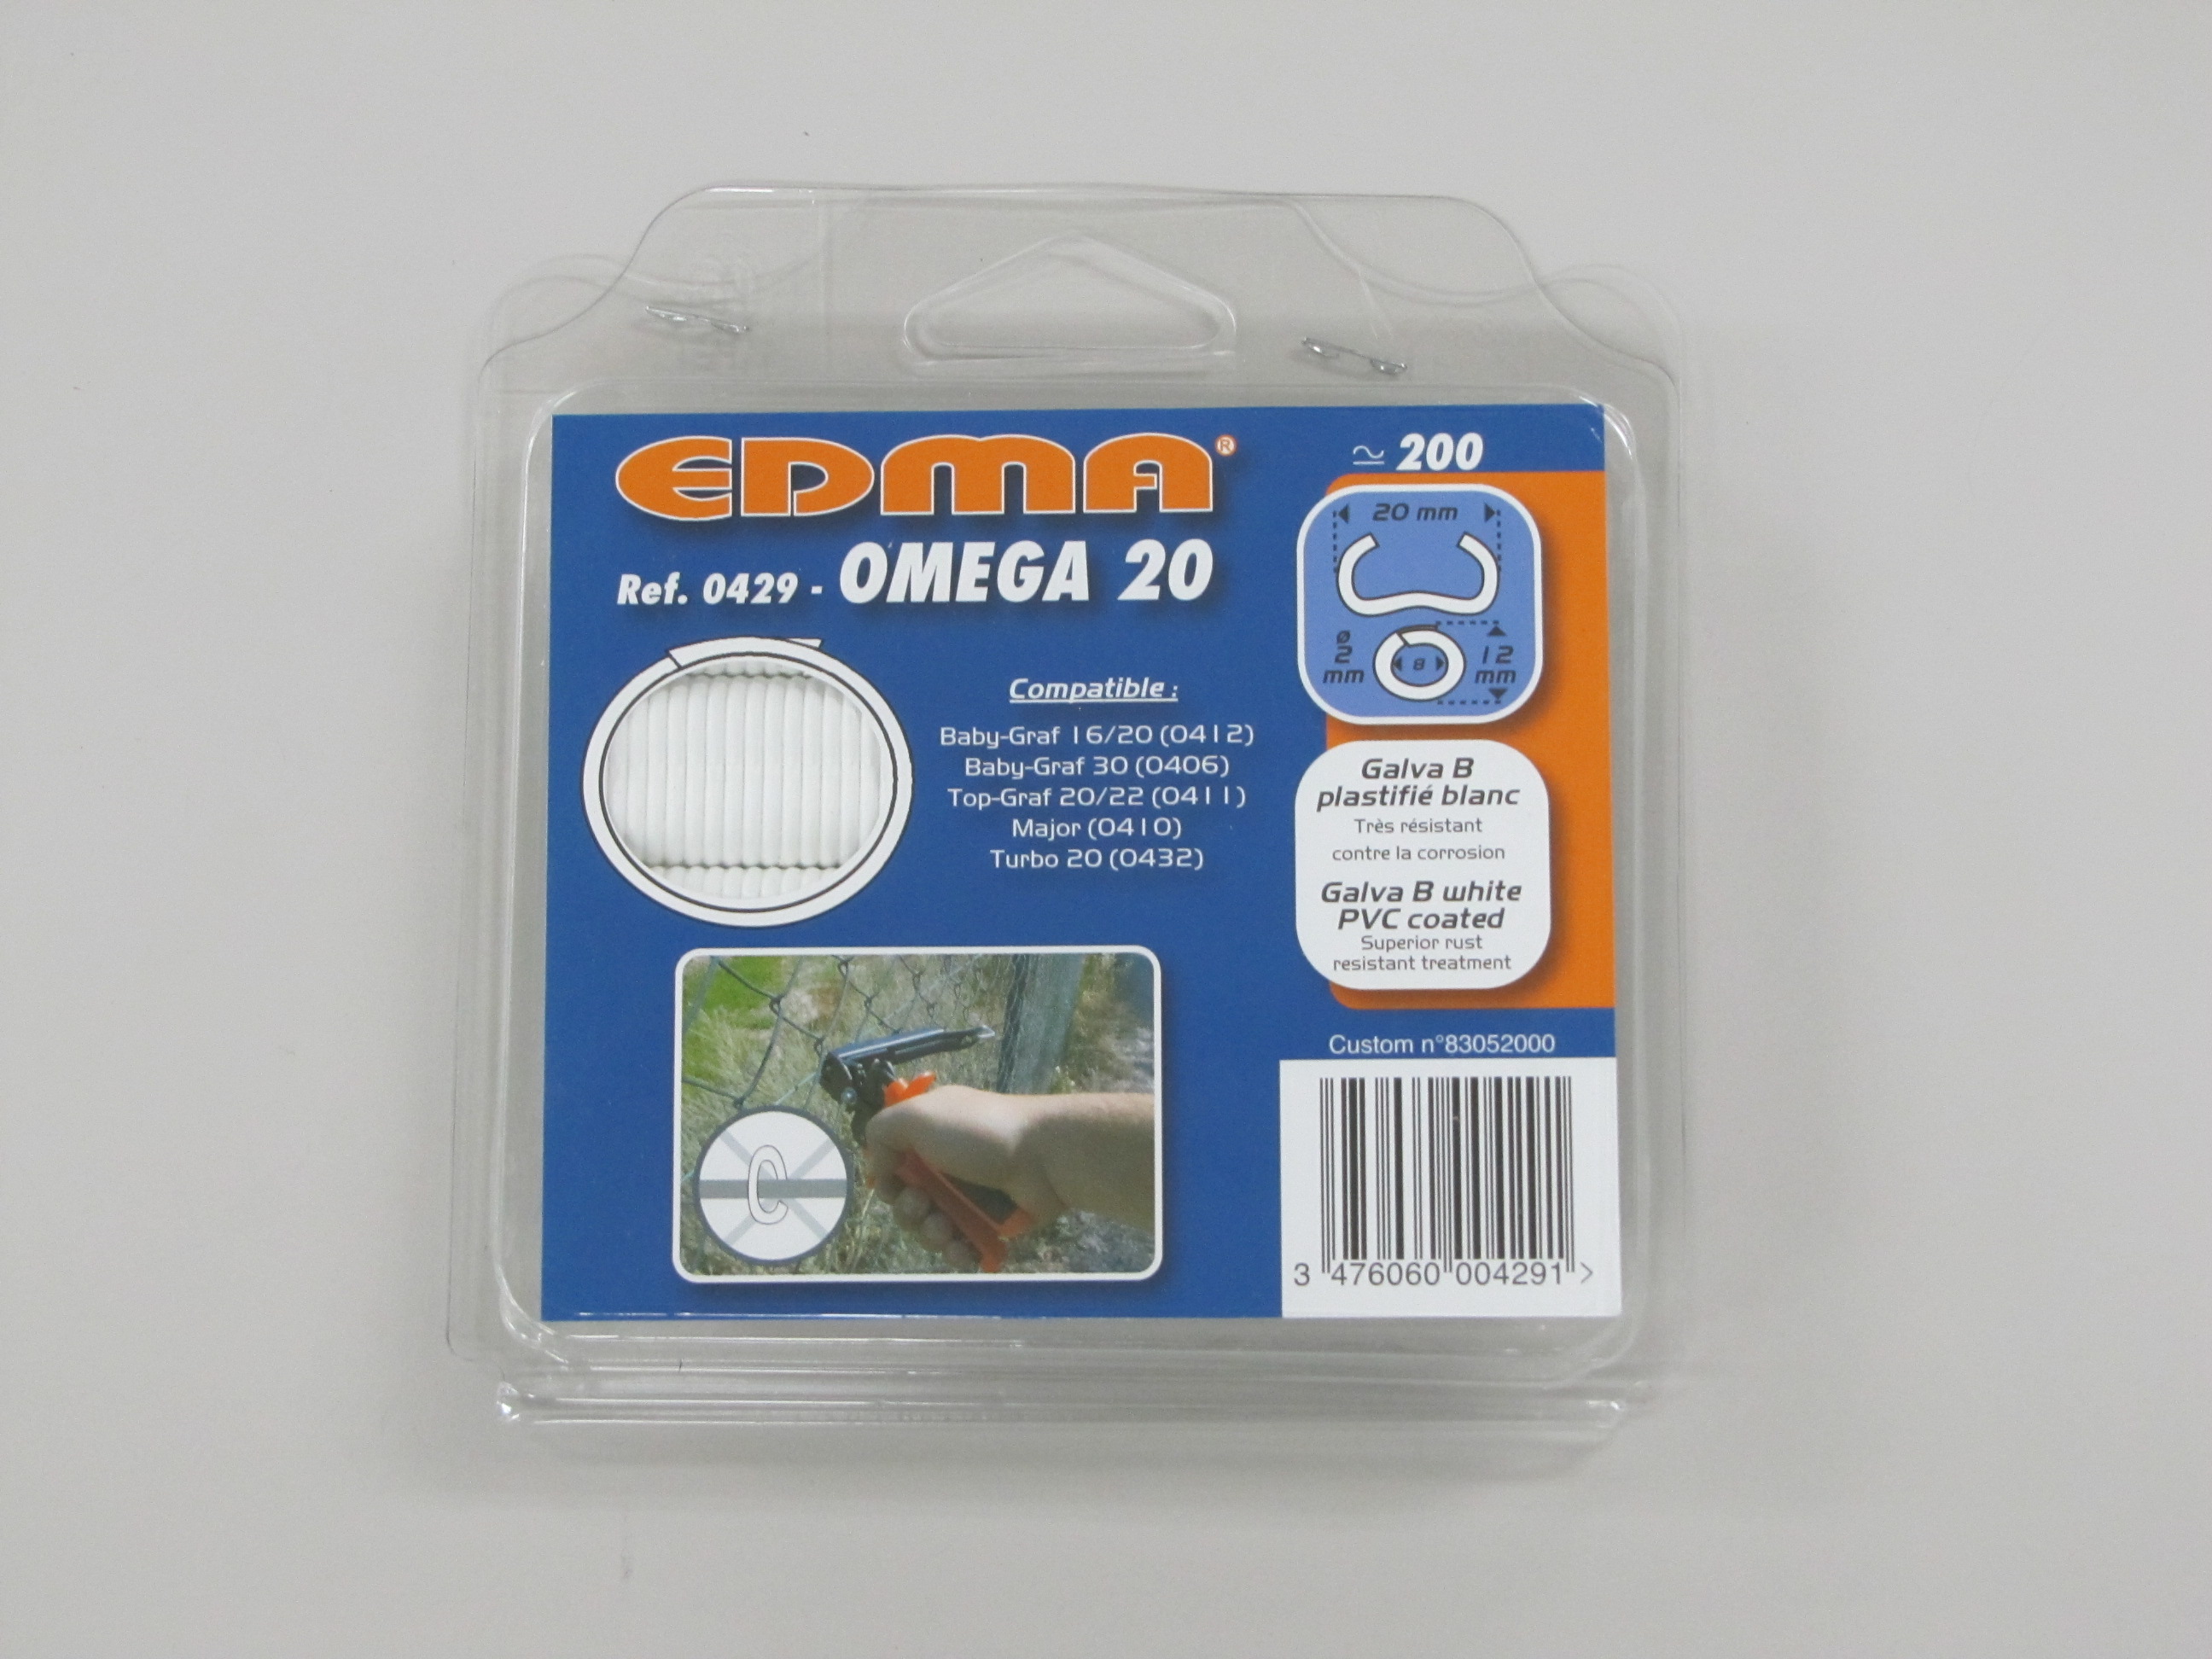 EDMA®
Ref. 0429 - OMEGA 20
≃ 200
20 mm
ø 2 mm
8
12 mm
Compatible :
Baby-Graf 16/20 (0412)
Baby-Graf 30 (0406)
Top-Graf 20/22 (0411)
Major (0410)
Turbo 20 (0432)
Galva B
plastifié blanc
Très résistant
contre la corrosion
Galva B white
PVC coated
Superior rust
resistant treatment
Custom n°83052000
3 476060 004291 >